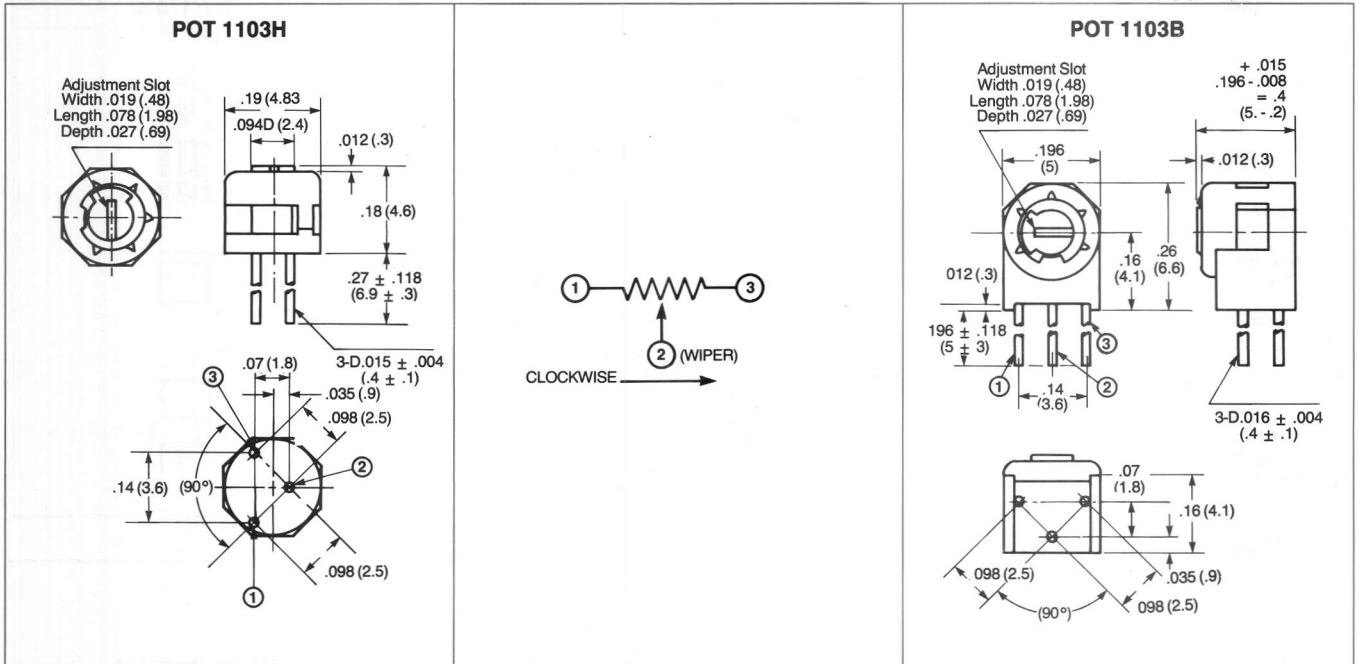 POT 1103H
Adjustment Slot
Width .019 (.48)
Length .078 (1.98)
Depth .027 (.69)
.19 (4.83
.094D (2.4)
.012 (.3)
.18 (4.6)
.27 ± .118
(6.9 ± .3)
3-D.015 ± .004
(.4 ± .1)
.07 (1.8)
.035 (.9)
.098 (2.5)
3
2
.14 (3.6)
(90°)
.098 (2.5)
1
1
3
2
(WIPER)
CLOCKWISE
POT 1103B
Adjustment Slot
Width .019 (.48)
Length .078 (1.98)
Depth .027 (.69)
+ .015
.196 - .008
= .4
(5. - .2)
.196
(5)
.012 (.3)
.16
(4.1)
.26
(6.6)
012 (.3)
196 ± .118
(5 ± 3)
3
1
2
.14
(3.6)
3-D.016 ± .004
(.4 ± .1)
.07
(1.8)
.16 (4.1)
098 (2.5)
.035 (.9)
098 (2.5)
(90°)